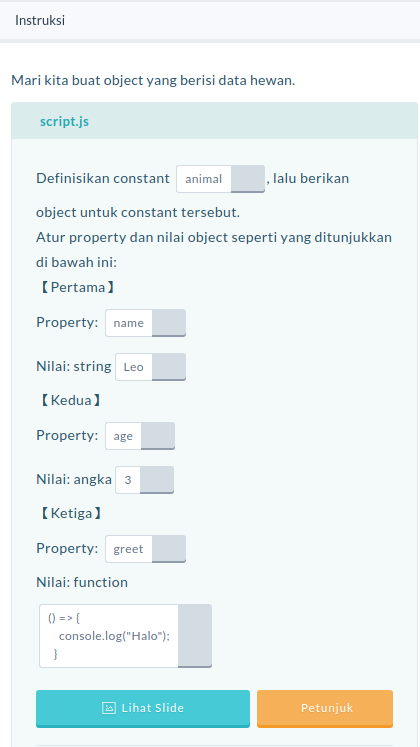 Instruksi
Mari kita buat object yang berisi data hewan.
script.js
Definisikan constant animal , lalu berikan
object untuk constant tersebut.
Atur property dan nilai object seperti yang ditunjukkan
di bawah ini:
【Pertama】
Property: name
Nilai: string Leo
【Kedua】
Property: age
Nilai: angka 3
【Ketiga】
Property: greet
Nilai: function
() => {
console.log("Halo");
}
Lihat Slide Petunjuk